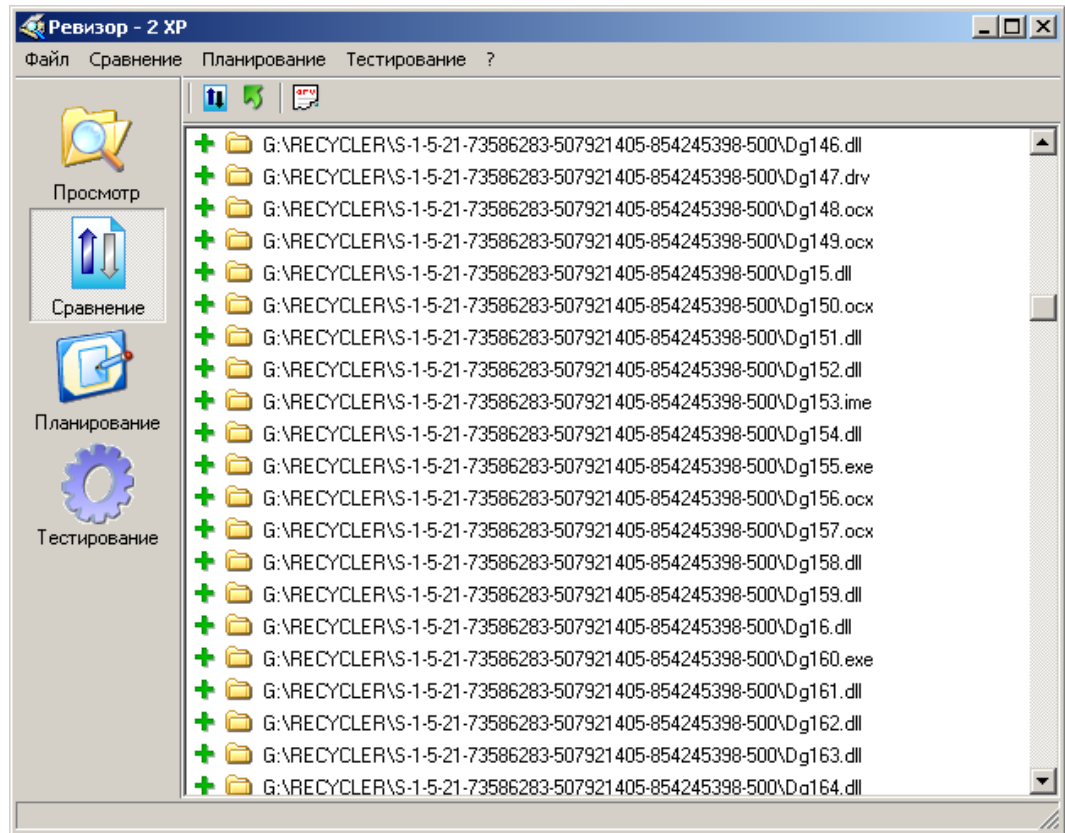 Ревизор - 2 XP
Файл Сравнение Планирование Тестирование ?
Просмотр
Сравнение
Планирование
Тестирование
G:\RECYCLER\S-1-5-21-73586283-507921405-854245398-500\Dg146.dll
G:\RECYCLER\S-1-5-21-73586283-507921405-854245398-500\Dg147.drv
G:\RECYCLER\S-1-5-21-73586283-507921405-854245398-500\Dg148.ocx
G:\RECYCLER\S-1-5-21-73586283-507921405-854245398-500\Dg149.ocx
G:\RECYCLER\S-1-5-21-73586283-507921405-854245398-500\Dg15.dll
G:\RECYCLER\S-1-5-21-73586283-507921405-854245398-500\Dg150.ocx
G:\RECYCLER\S-1-5-21-73586283-507921405-854245398-500\Dg151.dll
G:\RECYCLER\S-1-5-21-73586283-507921405-854245398-500\Dg152.dll
G:\RECYCLER\S-1-5-21-73586283-507921405-854245398-500\Dg153.ime
G:\RECYCLER\S-1-5-21-73586283-507921405-854245398-500\Dg154.dll
G:\RECYCLER\S-1-5-21-73586283-507921405-854245398-500\Dg155.exe
G:\RECYCLER\S-1-5-21-73586283-507921405-854245398-500\Dg156.ocx
G:\RECYCLER\S-1-5-21-73586283-507921405-854245398-500\Dg157.ocx
G:\RECYCLER\S-1-5-21-73586283-507921405-854245398-500\Dg158.dll
G:\RECYCLER\S-1-5-21-73586283-507921405-854245398-500\Dg159.dll
G:\RECYCLER\S-1-5-21-73586283-507921405-854245398-500\Dg16.dll
G:\RECYCLER\S-1-5-21-73586283-507921405-854245398-500\Dg160.exe
G:\RECYCLER\S-1-5-21-73586283-507921405-854245398-500\Dg161.dll
G:\RECYCLER\S-1-5-21-73586283-507921405-854245398-500\Dg162.dll
G:\RECYCLER\S-1-5-21-73586283-507921405-854245398-500\Dg163.dll
G:\RECYCLER\S-1-5-21-73586283-507921405-854245398-500\Dg164.dll